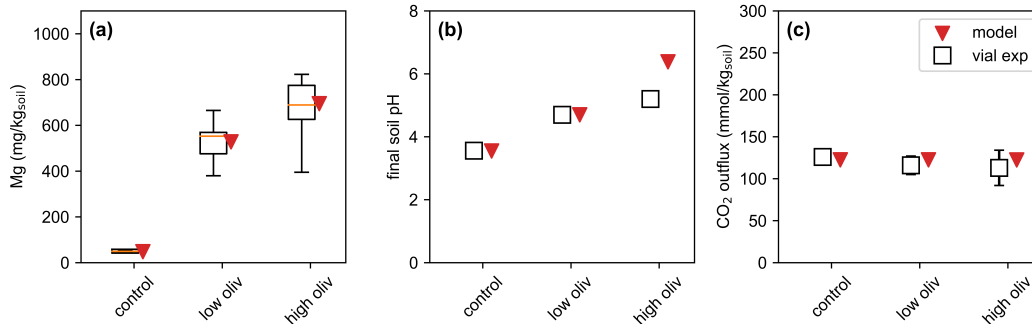 (a)
Mg (mg/kg_soil)
1000
800
600
400
200
0
control
low oliv
high oliv
(b)
final soil pH
8
6
4
2
0
control
low oliv
high oliv
(c)
CO₂ outflux (mmol/kg_soil)
300
250
200
150
100
50
0
control
low oliv
high oliv
model
vial exp